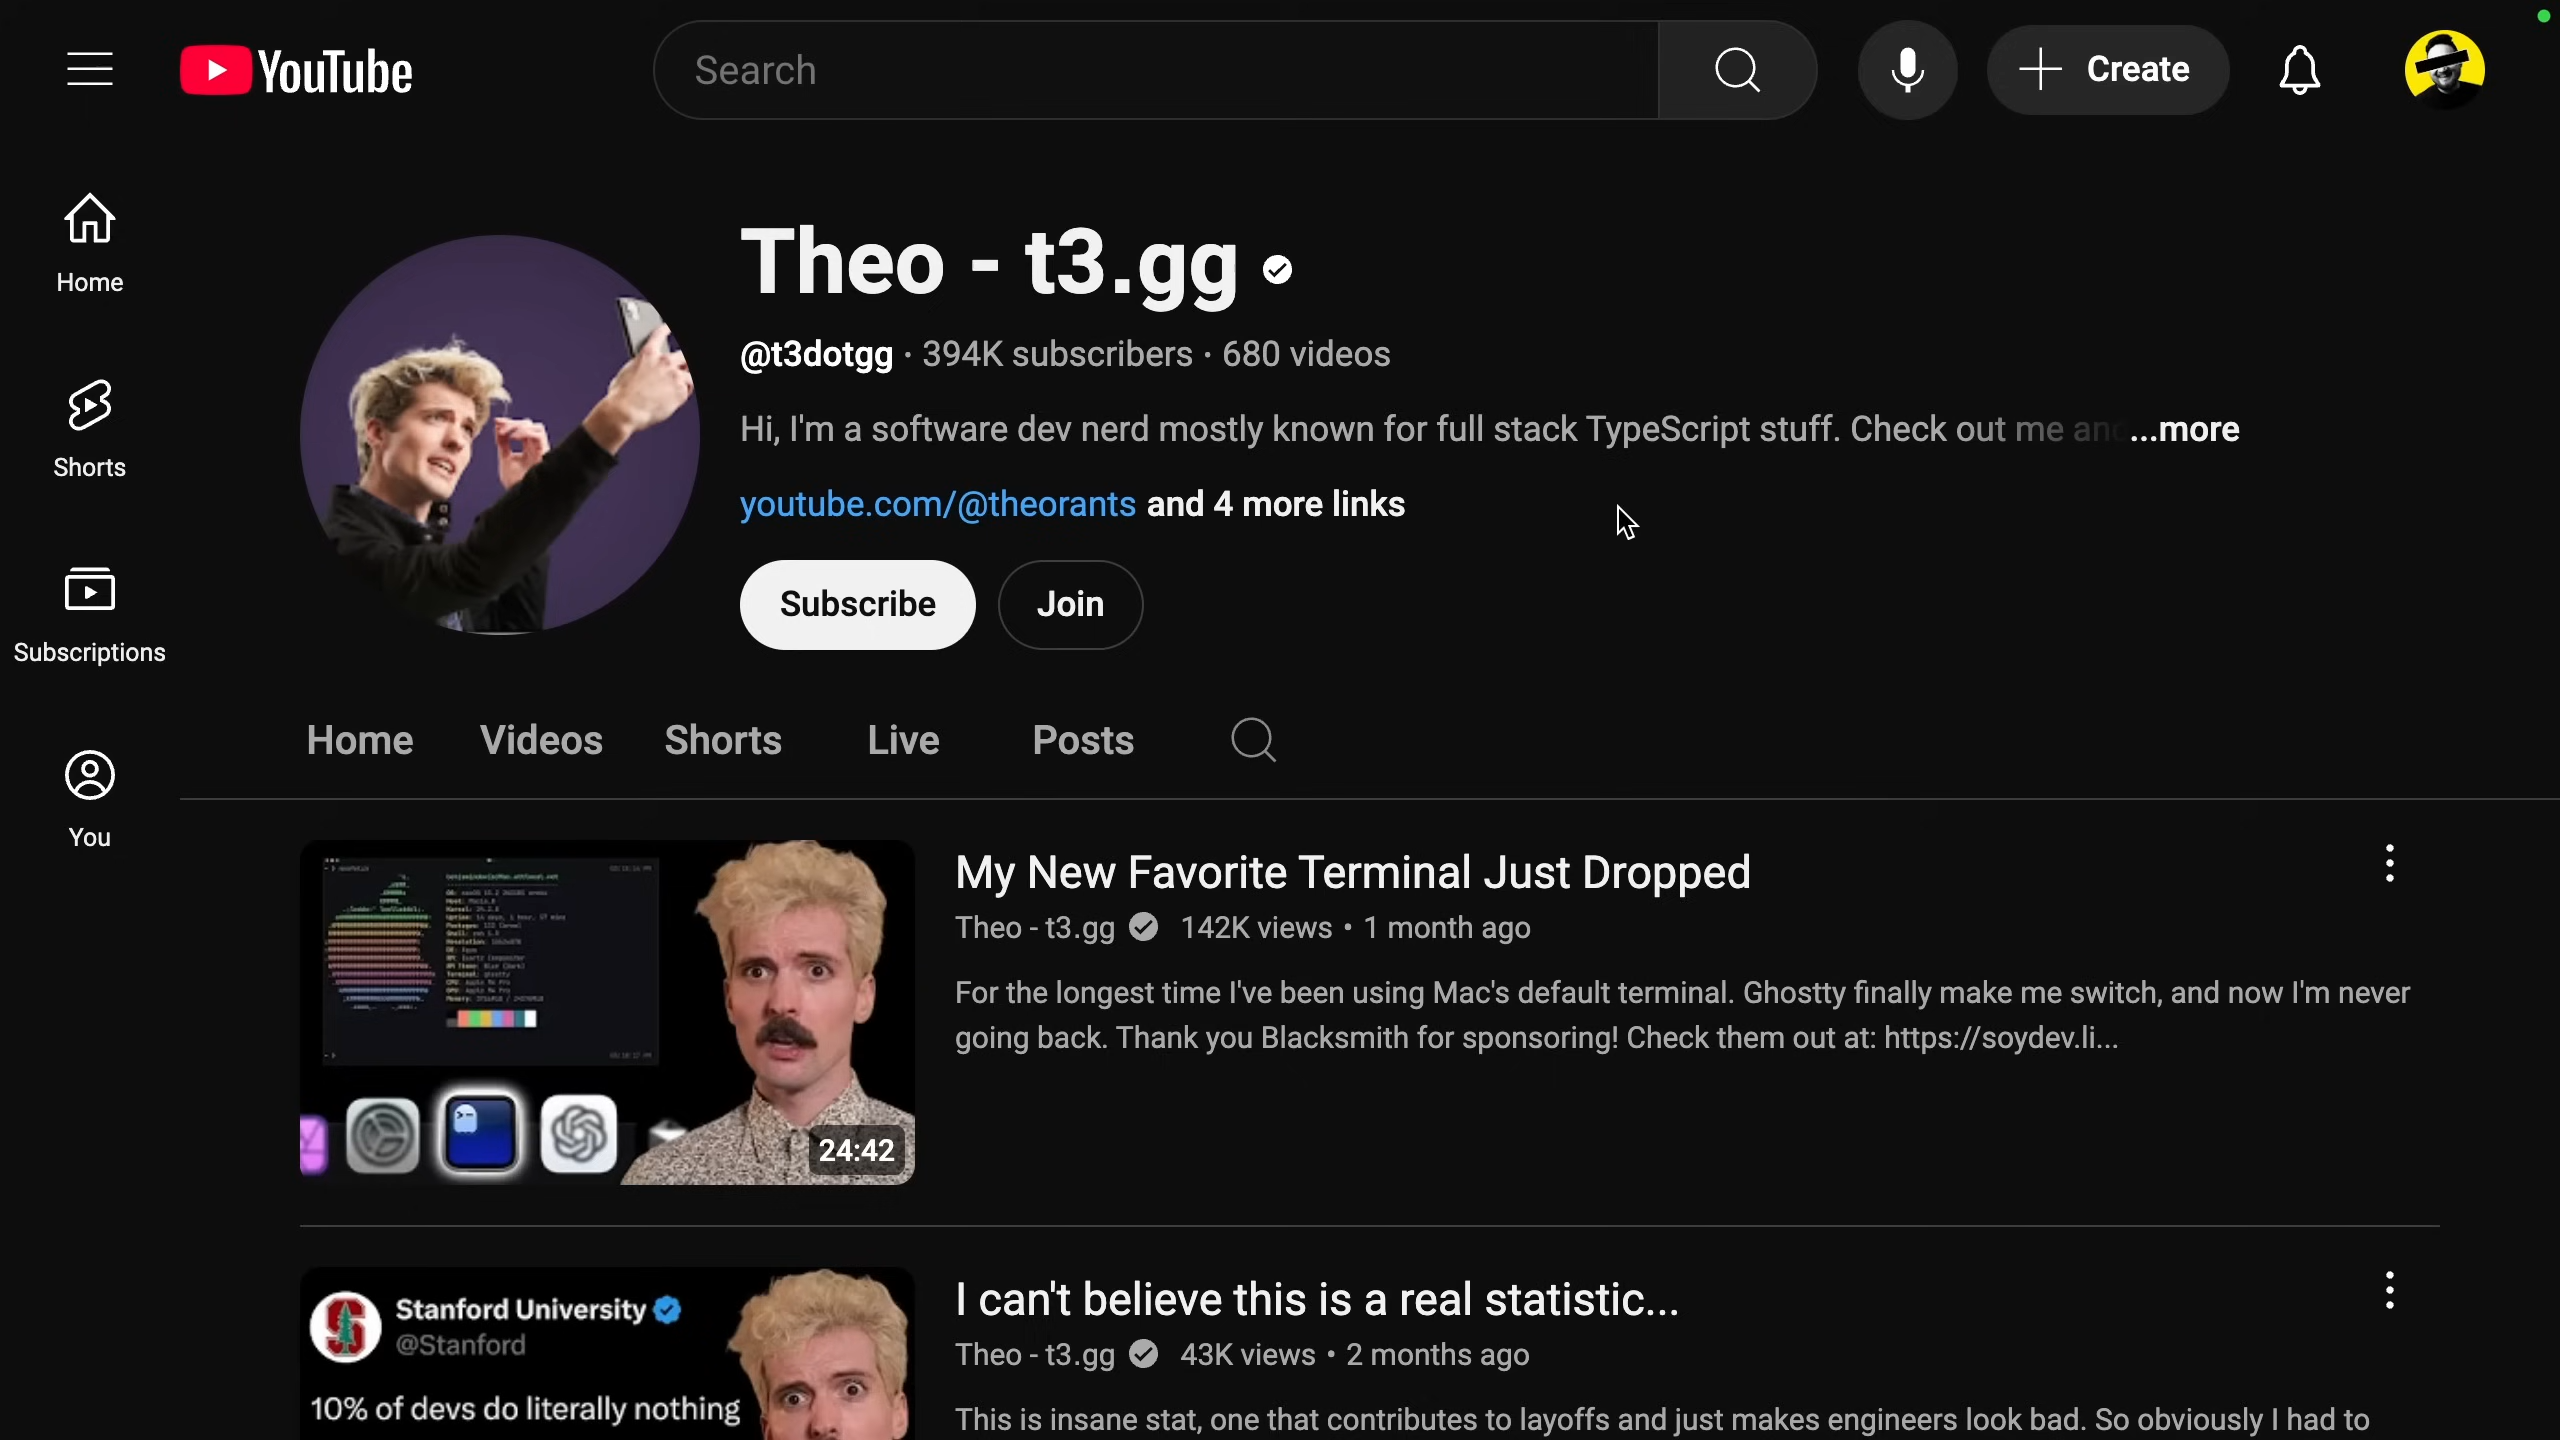 YouTube
Search
Create
Home
Shorts
Subscriptions
You
Theo - t3.gg
@t3dotgg · 394K subscribers · 680 videos
Hi, I'm a software dev nerd mostly known for full stack TypeScript stuff. Check out me and ...more
youtube.com/@theorants and 4 more links
Subscribe
Join
Home Videos Shorts Live Posts
24:42
My New Favorite Terminal Just Dropped
Theo - t3.gg 142K views • 1 month ago
For the longest time I've been using Mac's default terminal. Ghostty finally make me switch, and now I'm never
going back. Thank you Blacksmith for sponsoring! Check them out at: https://soydev.li...
Stanford University
@Stanford
10% of devs do literally nothing
I can't believe this is a real statistic...
Theo - t3.gg 43K views • 2 months ago
This is insane stat, one that contributes to layoffs and just makes engineers look bad. So obviously I had to